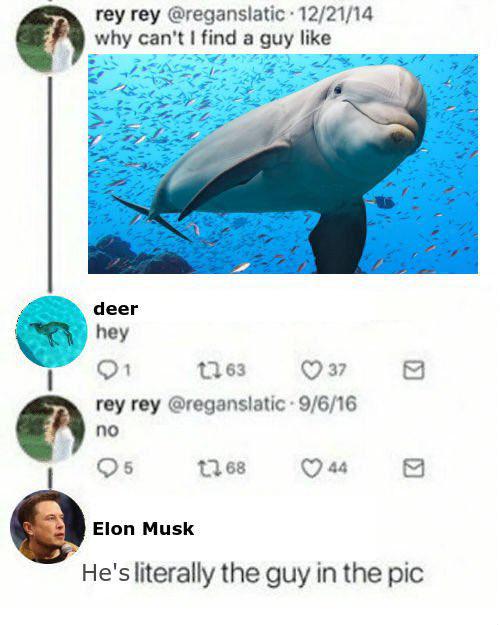 rey rey @reganslatic · 12/21/14
why can't I find a guy like
deer
hey
1 63 37
rey rey @reganslatic · 9/6/16
no
5 68 44
Elon Musk
He's literally the guy in the pic